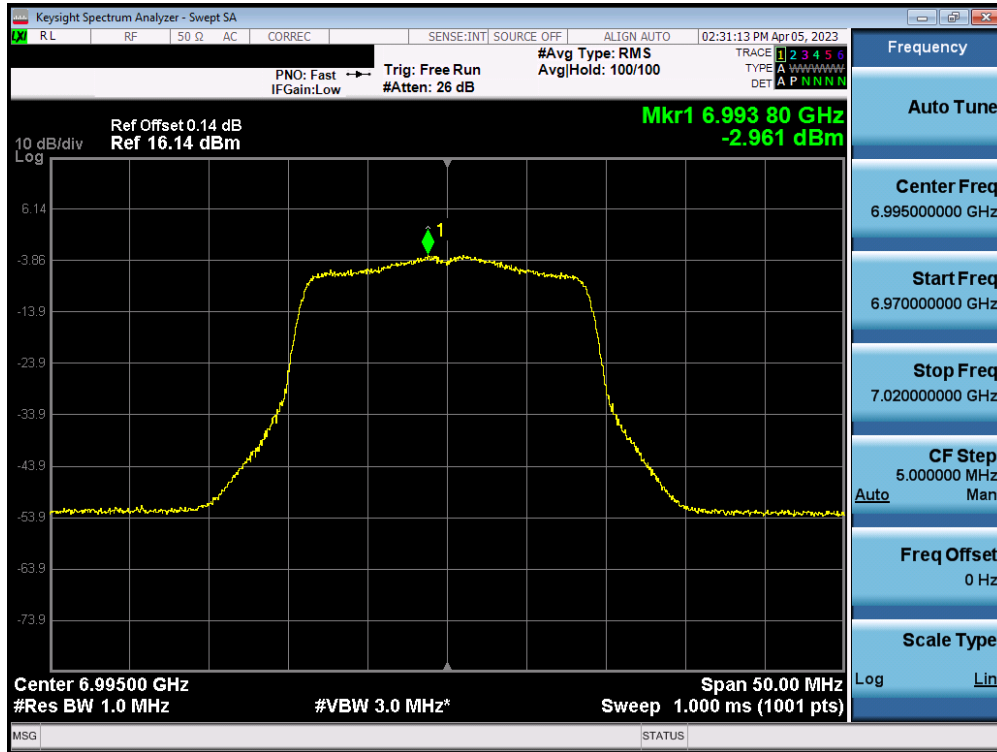 Keysight Spectrum Analyzer - Swept SA
LXI RL RF 50 Ω AC CORREC SENSE:INT SOURCE OFF ALIGN AUTO 02:31:13 PM Apr 05, 2023
PNO: Fast Trig: Free Run #Avg Type: RMS TRACE 1 2 3 4 5 6
IFGain:Low #Atten: 26 dB Avg|Hold: 100/100 TYPE A WWWWW
DET A P N N N N
Mkr1 6.993 80 GHz
-2.961 dBm
Ref Offset 0.14 dB
10 dB/div Ref 16.14 dBm
Log
1
6.14
-3.86
-13.9
-23.9
-33.9
-43.9
-53.9
-63.9
-73.9
Center 6.99500 GHz Span 50.00 MHz
#Res BW 1.0 MHz #VBW 3.0 MHz* Sweep 1.000 ms (1001 pts)
MSG STATUS
Frequency
Auto Tune
Center Freq
6.995000000 GHz
Start Freq
6.970000000 GHz
Stop Freq
7.020000000 GHz
CF Step
5.000000 MHz
Auto Man
Freq Offset
0 Hz
Scale Type
Log Lin